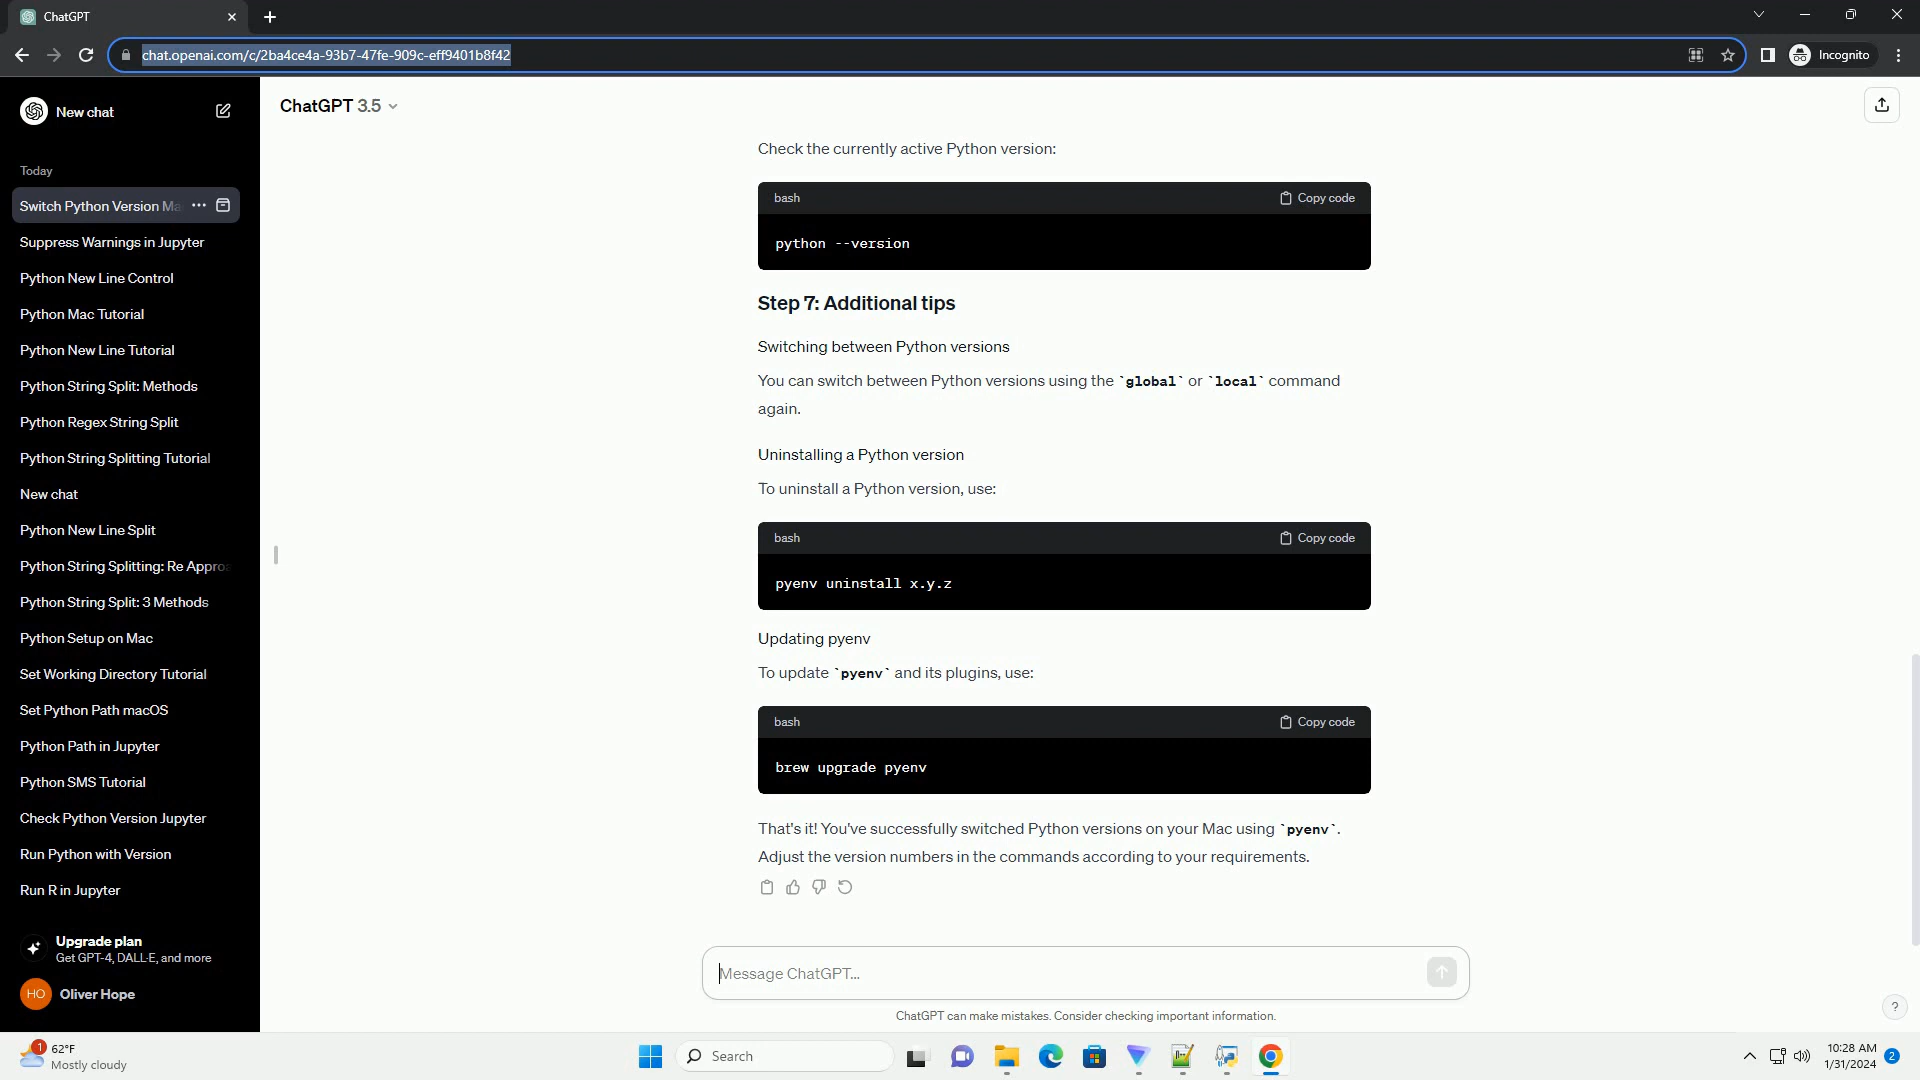 ChatGPT
chat.openai.com/c/2ba4ce4a-93b7-47fe-909c-eff9401b8f42
Incognito
New chat
ChatGPT 3.5
Today
Switch Python Version Ma
Suppress Warnings in Jupyter
Python New Line Control
Python Mac Tutorial
Python New Line Tutorial
Python String Split: Methods
Python Regex String Split
Python String Splitting Tutorial
New chat
Python New Line Split
Python String Splitting: Re Appro
Python String Split: 3 Methods
Python Setup on Mac
Set Working Directory Tutorial
Set Python Path macOS
Python Path in Jupyter
Python SMS Tutorial
Check Python Version Jupyter
Run Python with Version
Run R in Jupyter
Upgrade plan
Get GPT-4, DALL·E, and more
HO Oliver Hope
Check the currently active Python version:
bash Copy code
python --version
Step 7: Additional tips
Switching between Python versions
You can switch between Python versions using the `global` or `local` command
again.
Uninstalling a Python version
To uninstall a Python version, use:
bash Copy code
pyenv uninstall x.y.z
Updating pyenv
To update `pyenv` and its plugins, use:
bash Copy code
brew upgrade pyenv
That's it! You've successfully switched Python versions on your Mac using `pyenv`.
Adjust the version numbers in the commands according to your requirements.
Message ChatGPT...
ChatGPT can make mistakes. Consider checking important information.
?
1
62°F
Mostly cloudy
Search
10:28 AM
1/31/2024
2